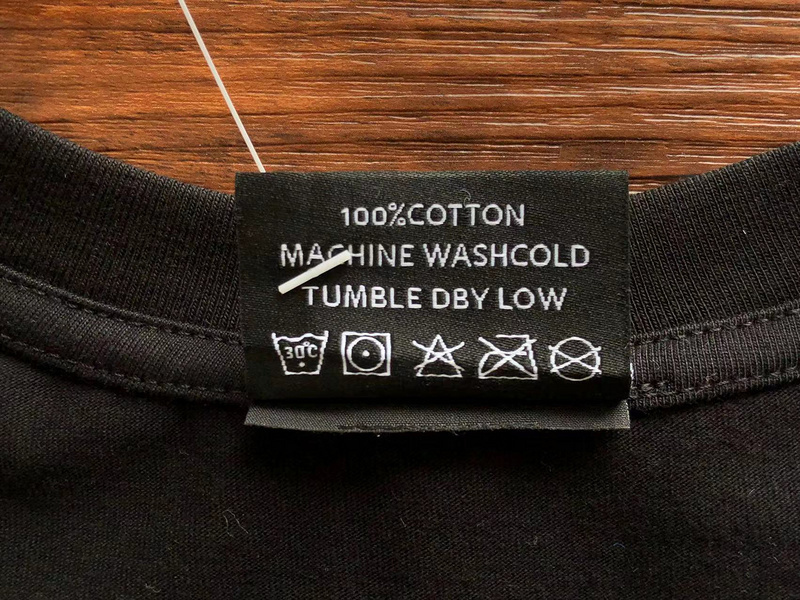 100%COTTON
MACHINE WASHCOLD
TUMBLE DBY LOW
30°C